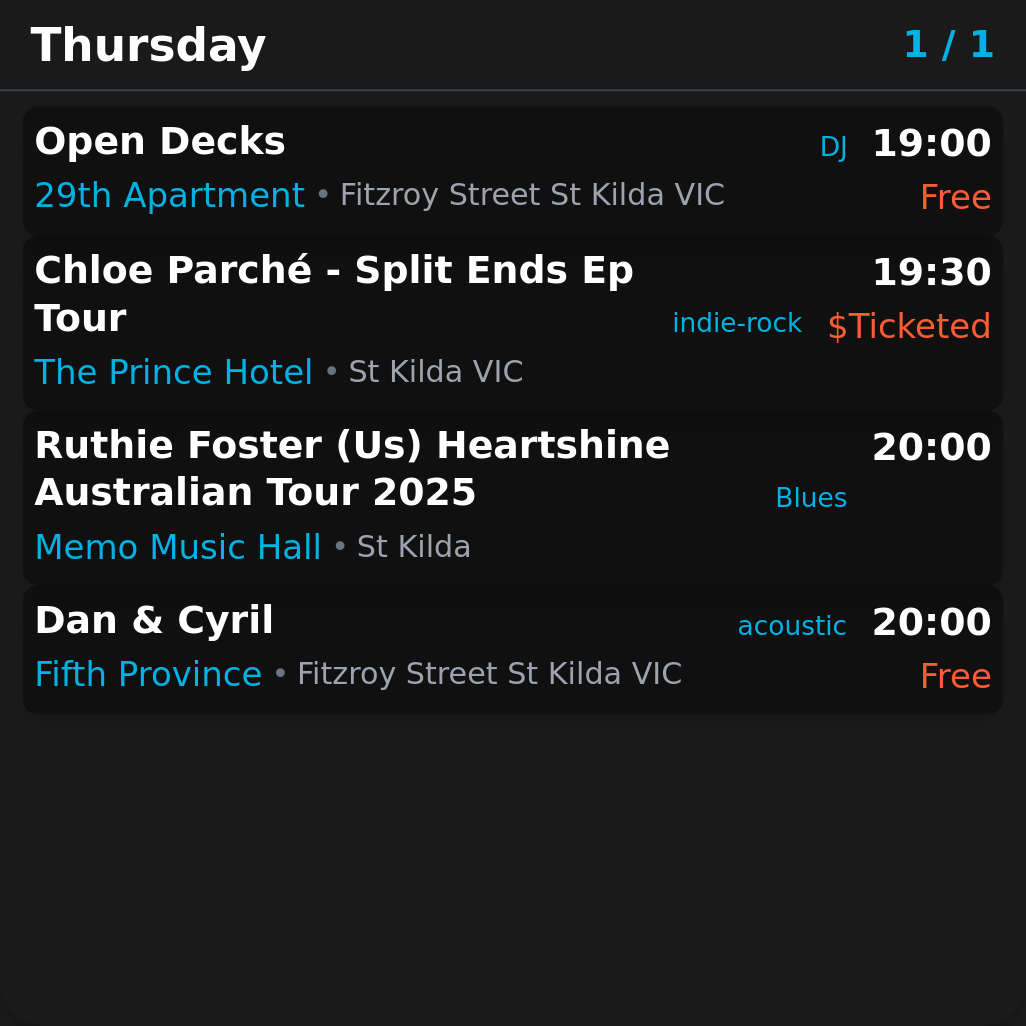 Thursday 1 / 1
Open Decks DJ 19:00
29th Apartment • Fitzroy Street St Kilda VIC Free
Chloe Parché - Split Ends Ep 19:30
Tour indie-rock $Ticketed
The Prince Hotel • St Kilda VIC
Ruthie Foster (Us) Heartshine 20:00
Australian Tour 2025 Blues
Memo Music Hall • St Kilda
Dan & Cyril acoustic 20:00
Fifth Province • Fitzroy Street St Kilda VIC Free